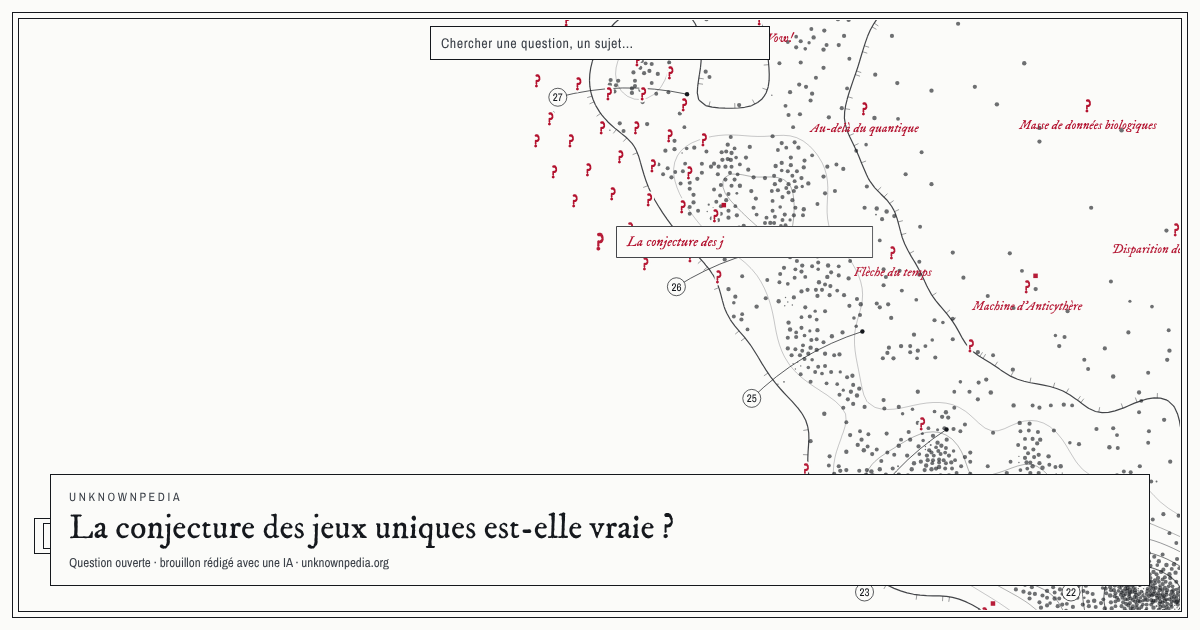 Chercher une question, un sujet...
27
Au-delà du quantique
Masse de données biologiques
La conjecture des j
Disparition
26
Flèche du temps
Machine d'Anticythère
25
UNKNOWNPEDIA
La conjecture des jeux uniques est-elle vraie ?
Question ouverte · brouillon rédigé avec une IA · unknownpedia.org
23
22